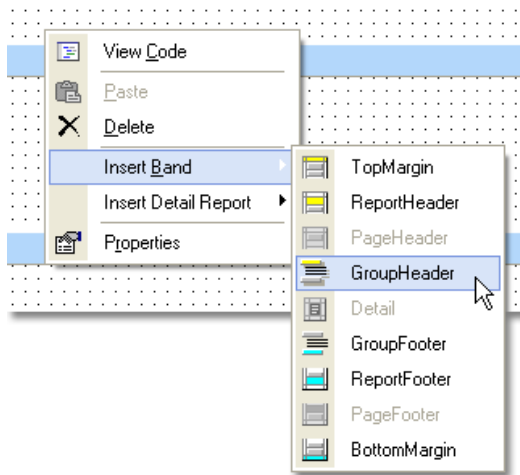 View Code
Paste
Delete
Insert Band
Insert Detail Report
Properties
TopMargin
ReportHeader
PageHeader
GroupHeader
Detail
GroupFooter
ReportFooter
PageFooter
BottomMargin